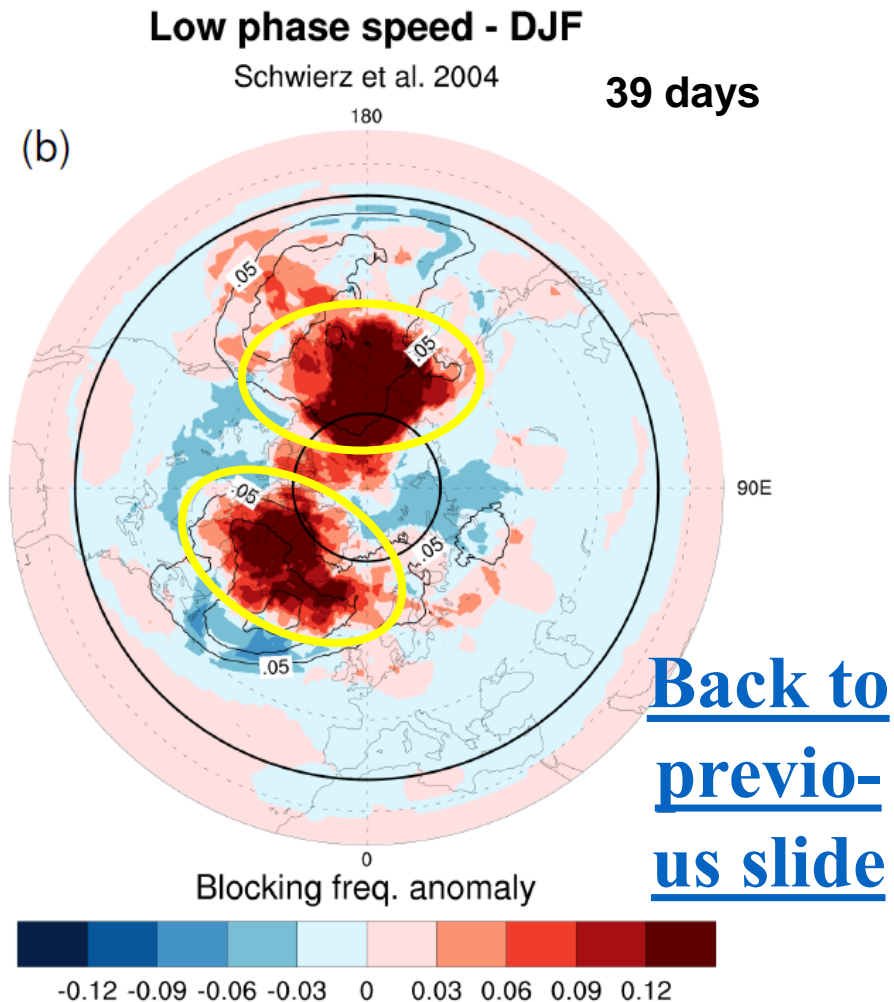 Low phase speed - DJF
Schwierz et al. 2004
39 days
180
(b)
.05
.05
90E
.05
.05
.05
Back to
previo-
us slide
0
Blocking freq. anomaly
-0.12 -0.09 -0.06 -0.03 0 0.03 0.06 0.09 0.12